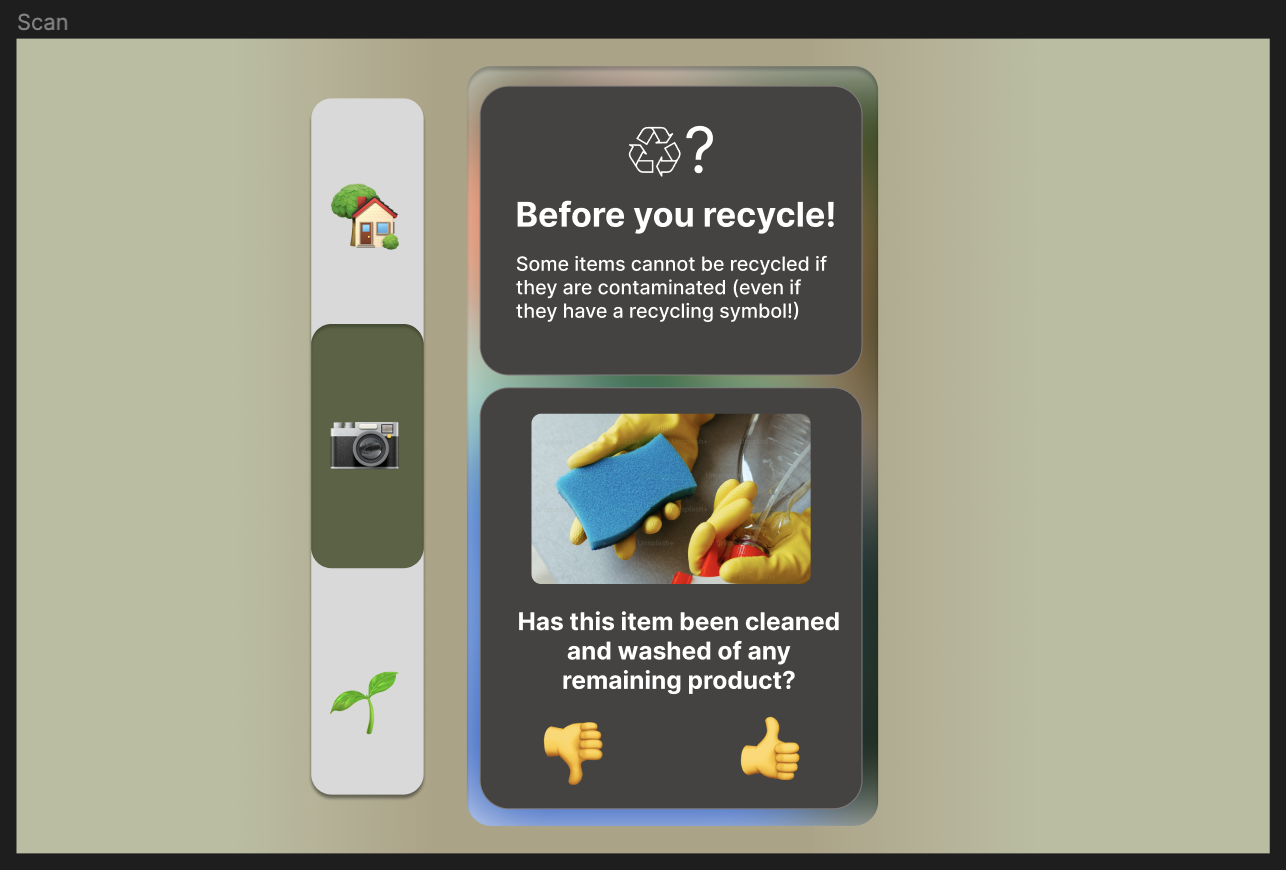 Scan
♲?
Before you recycle!
Some items cannot be recycled if
they are contaminated (even if
they have a recycling symbol!)
Unsplash+
Has this item been cleaned
and washed of any
remaining product?